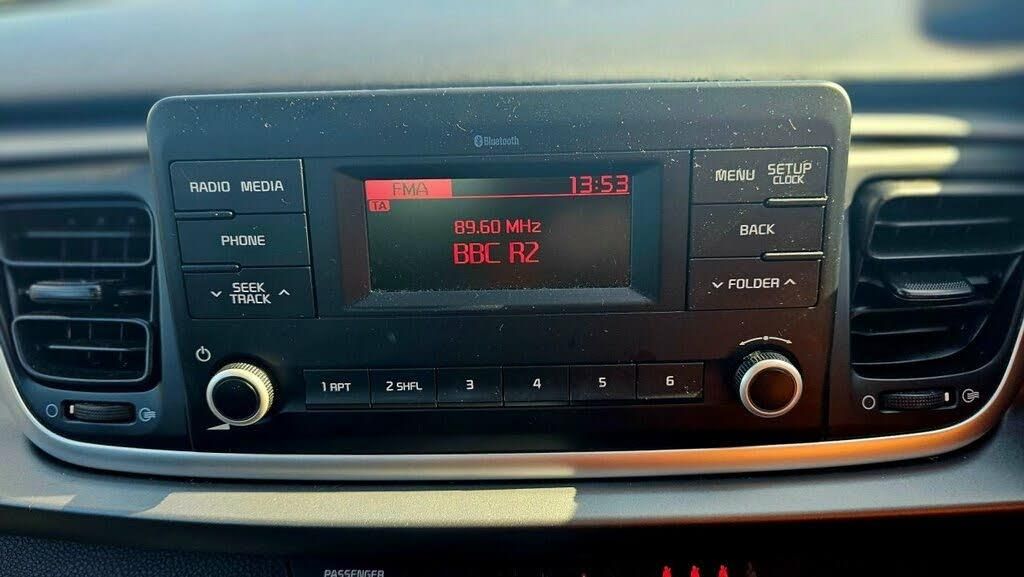 Bluetooth
RADIO MEDIA
PHONE
SEEK
TRACK
FMA 13:53
TA
89.60 MHz
BBC R2
MENU SETUP
CLOCK
BACK
FOLDER
1 RPT 2 SHFL 3 4 5 6
PASSENGER